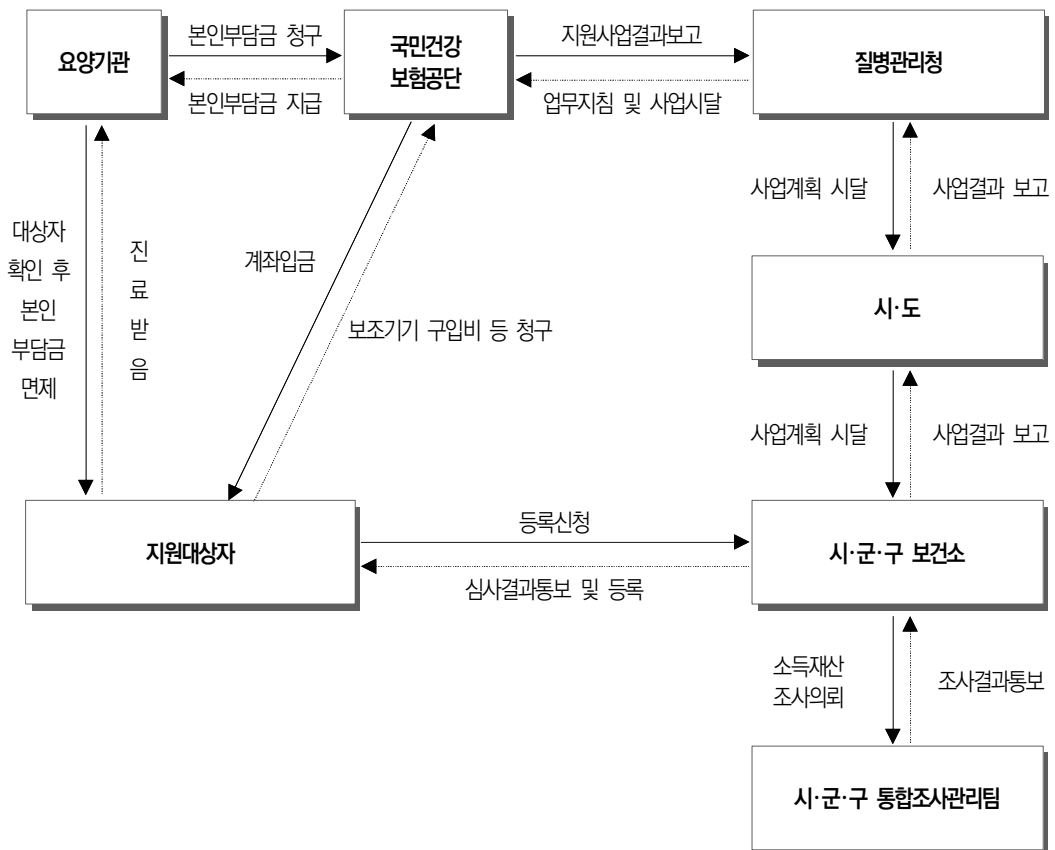 본인부담금 청구
요양기관
본인부담금 지급
국민건강
보험공단
지원사업결과보고
업무지침 및 사업시달
질병관리청
사업계획 시달
사업결과 보고
대상자
확인 후
본인
부담금
면제
진
료
받
음
계좌입금
보조기기 구입비 등 청구
시·도
사업계획 시달
사업결과 보고
지원대상자
등록신청
심사결과통보 및 등록
시·군·구 보건소
소득재산
조사의뢰
조사결과통보
시·군·구 통합조사관리팀